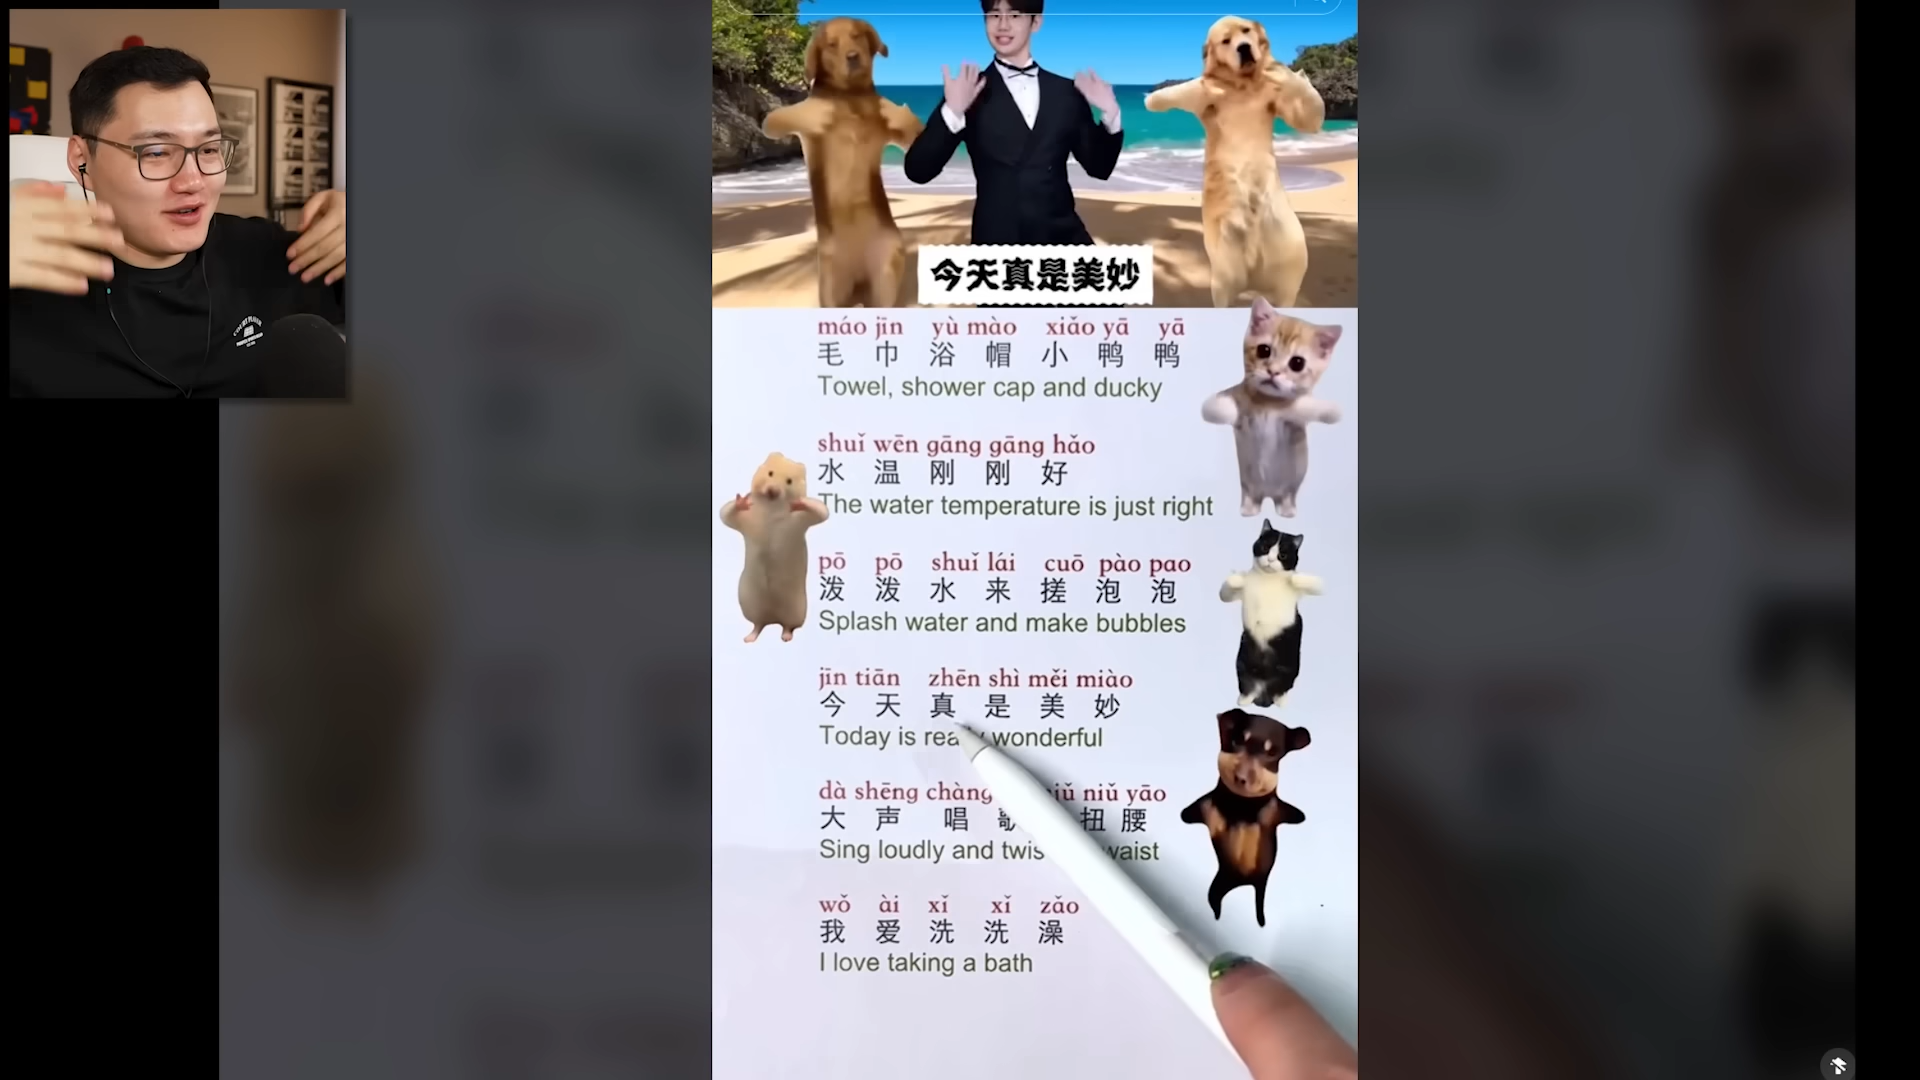 今天真是美妙
máo jīn yù mào xiǎo yā yā
毛巾浴帽小鸭鸭
Towel, shower cap and ducky
shuǐ wēn gāng gāng hǎo
水温刚刚好
The water temperature is just right
pō pō shuǐ lái cuō pào pao
泼泼水来搓泡泡
Splash water and make bubbles
jīn tiān zhēn shì měi miào
今天真是美妙
Today is really wonderful
dà shēng chàng niǔ yāo
大声唱扭腰
Sing loudly and waist
wǒ ài xǐ xǐ zǎo
我爱洗洗澡
I love taking a bath